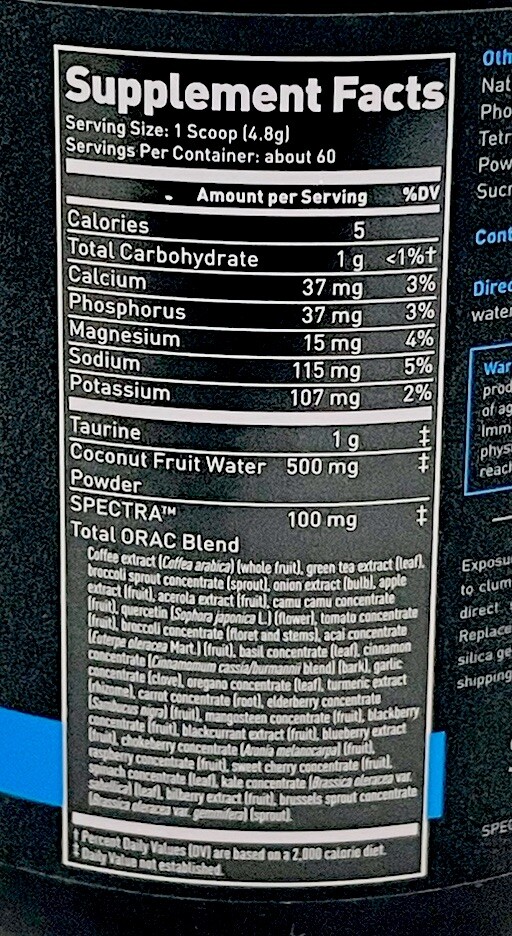 Supplement Facts
Serving Size: 1 Scoop (4.8g)
Servings Per Container: about 60
Amount per Serving %DV
Calories 5
Total Carbohydrate 1 g <1%†
Calcium 37 mg 3%
Phosphorus 37 mg 3%
Magnesium 15 mg 4%
Sodium 115 mg 5%
Potassium 107 mg 2%
Taurine 1 g ‡
Coconut Fruit Water 500 mg ‡
Powder
SPECTRA™ 100 mg ‡
Total ORAC Blend
Coffee extract (Coffea arabica) (whole fruit), green tea extract (leaf),
broccoli sprout concentrate (sprout), onion extract (bulb), apple
extract (fruit), acerola extract (fruit), camu camu concentrate
(fruit), quercetin (Sophora japonica L.) (flower), tomato concentrate
(fruit), broccoli concentrate (floret and stems), acai concentrate
(Euterpe oleracea Mart.) (fruit), basil concentrate (leaf), cinnamon
concentrate (Cinnamomum cassia/burmannii blend) (bark), garlic
concentrate (clove), oregano concentrate (leaf), turmeric extract
(rhizome), carrot concentrate (root), elderberry concentrate
(Sambucus nigra) (fruit), mangosteen concentrate (fruit), blackberry
concentrate (fruit), blackcurrant extract (fruit), blueberry extract
(fruit), chokeberry concentrate (Aronia melanocarpa) (fruit),
raspberry concentrate (fruit), sweet cherry concentrate (fruit),
spinach concentrate (leaf), kale concentrate (Brassica oleracea var.
(leaf), bilberry extract (fruit), brussels sprout concentrate
(Brassica oleracea var. gemmifera) (sprout).
† Percent Daily Values (DV) are based on a 2,000 calorie diet.
‡ Daily Value not established.
Oth
Nat
Pho
Tetr
Pow
Sucr
Cont
Direc
water
War
prod
of ag
Imm
physi
reach
Exposu
to clum
direct
Replace
silica ge
shipping
SPEC